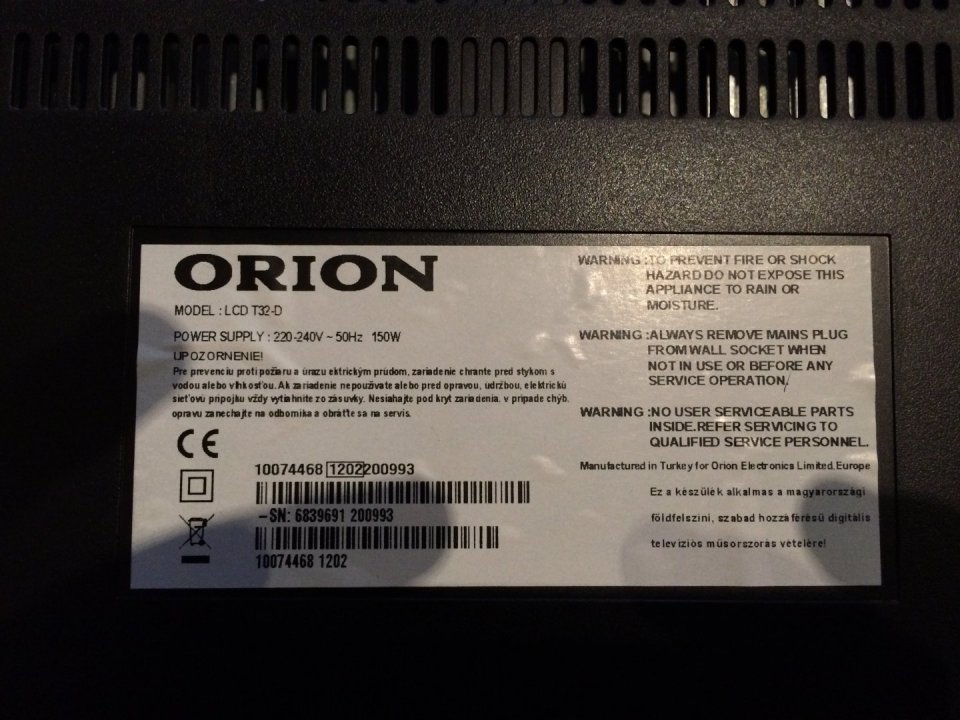 ORION
MODEL : LCD T32-D
POWER SUPPLY : 220-240V ~ 50Hz 150W
UPOZORNENIE!
Pre prevenciu proti požiaru a úrazu ektrickým prúdom, zariadenie chrante pred stykom s
vodou alebo vlhkosťou. Ak zariadenie nepoužívate alebo pred opravou, udržbou, elektrickú
sieťovú pripojku vždy vytiahnite zo zásuvky. Nesiahajte pod kryt zariadenia, v prípade chýb,
opravu zanechajte na odbornika a obráťte sa na servis.
CE
10074468 1202 200993
-SN: 6839691 200993
10074468 1202
WARNING :TO PREVENT FIRE OR SHOCK
HAZARD DO NOT EXPOSE THIS
APPLIANCE TO RAIN OR
MOISTURE.
WARNING :ALWAYS REMOVE MAINS PLUG
FROM WALL SOCKET WHEN
NOT IN USE OR BEFORE ANY
SERVICE OPERATION,
WARNING :NO USER SERVICEABLE PARTS
INSIDE.REFER SERVICING TO
QUALIFIED SERVICE PERSONNEL.
Manufactured in Turkey for Orion Electronics Limited,Europe
Ez a készülék alkalmas a magyarországi
földfelszíni, szabad hozzáférésű digitális
televíziós műsorszorás vételére!